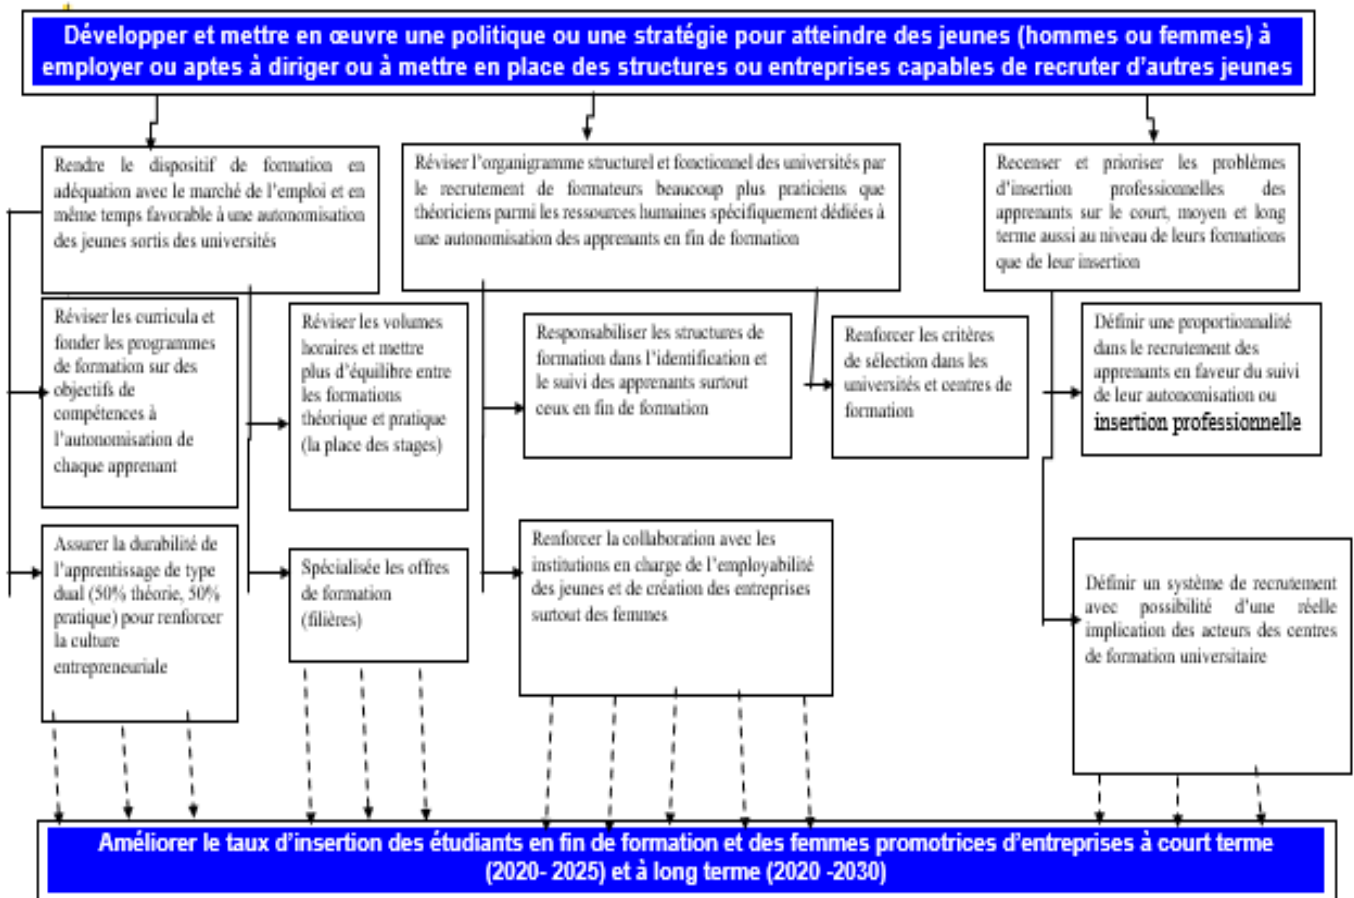 Développer et mettre en œuvre une politique ou une stratégie pour atteindre des jeunes (hommes ou femmes) à
employer ou aptes à diriger ou à mettre en place des structures ou entreprises capables de recruter d'autres jeunes
Rendre le dispositif de formation en
adéquation avec le marché de l'emploi et en
même temps favorable à une autonomisation
des jeunes sortis des universités
Réviser l'organigramme structurel et fonctionnel des universités par
le recrutement de formateurs beaucoup plus praticiens que
théoriciens parmi les ressources humaines spécifiquement dédiées à
une autonomisation des apprenants en fin de formation
Recenser et prioriser les problèmes
d'insertion professionnelles des
apprenants sur le court, moyen et long
terme aussi au niveau de leurs formations
que de leur insertion
Réviser les curricula et
fonder les programmes
de formation sur des
objectifs de
compétences à
l'autonomisation de
chaque apprenant
Réviser les volumes
horaires et mettre
plus d'équilibre entre
les formations
théorique et pratique
(la place des stages)
Responsabiliser les structures de
formation dans l'identification et
le suivi des apprenants surtout
ceux en fin de formation
Renforcer les critères
de sélection dans les
universités et centres de
formation
Définir une proportionnalité
dans le recrutement des
apprenants en faveur du suivi
de leur autonomisation ou
insertion professionnelle
Assurer la durabilité de
l'apprentissage de type
dual (50% théorie, 50%
pratique) pour renforcer
la culture
entrepreneuriale
Spécialisée les offres
de formation
(filières)
Renforcer la collaboration avec les
institutions en charge de l'employabilité
des jeunes et de création des entreprises
surtout des femmes
Définir un système de recrutement
avec possibilité d'une réelle
implication des acteurs des centres
de formation universitaire
Améliorer le taux d'insertion des étudiants en fin de formation et des femmes promotrices d'entreprises à court terme
(2020- 2025) et à long terme (2020 -2030)